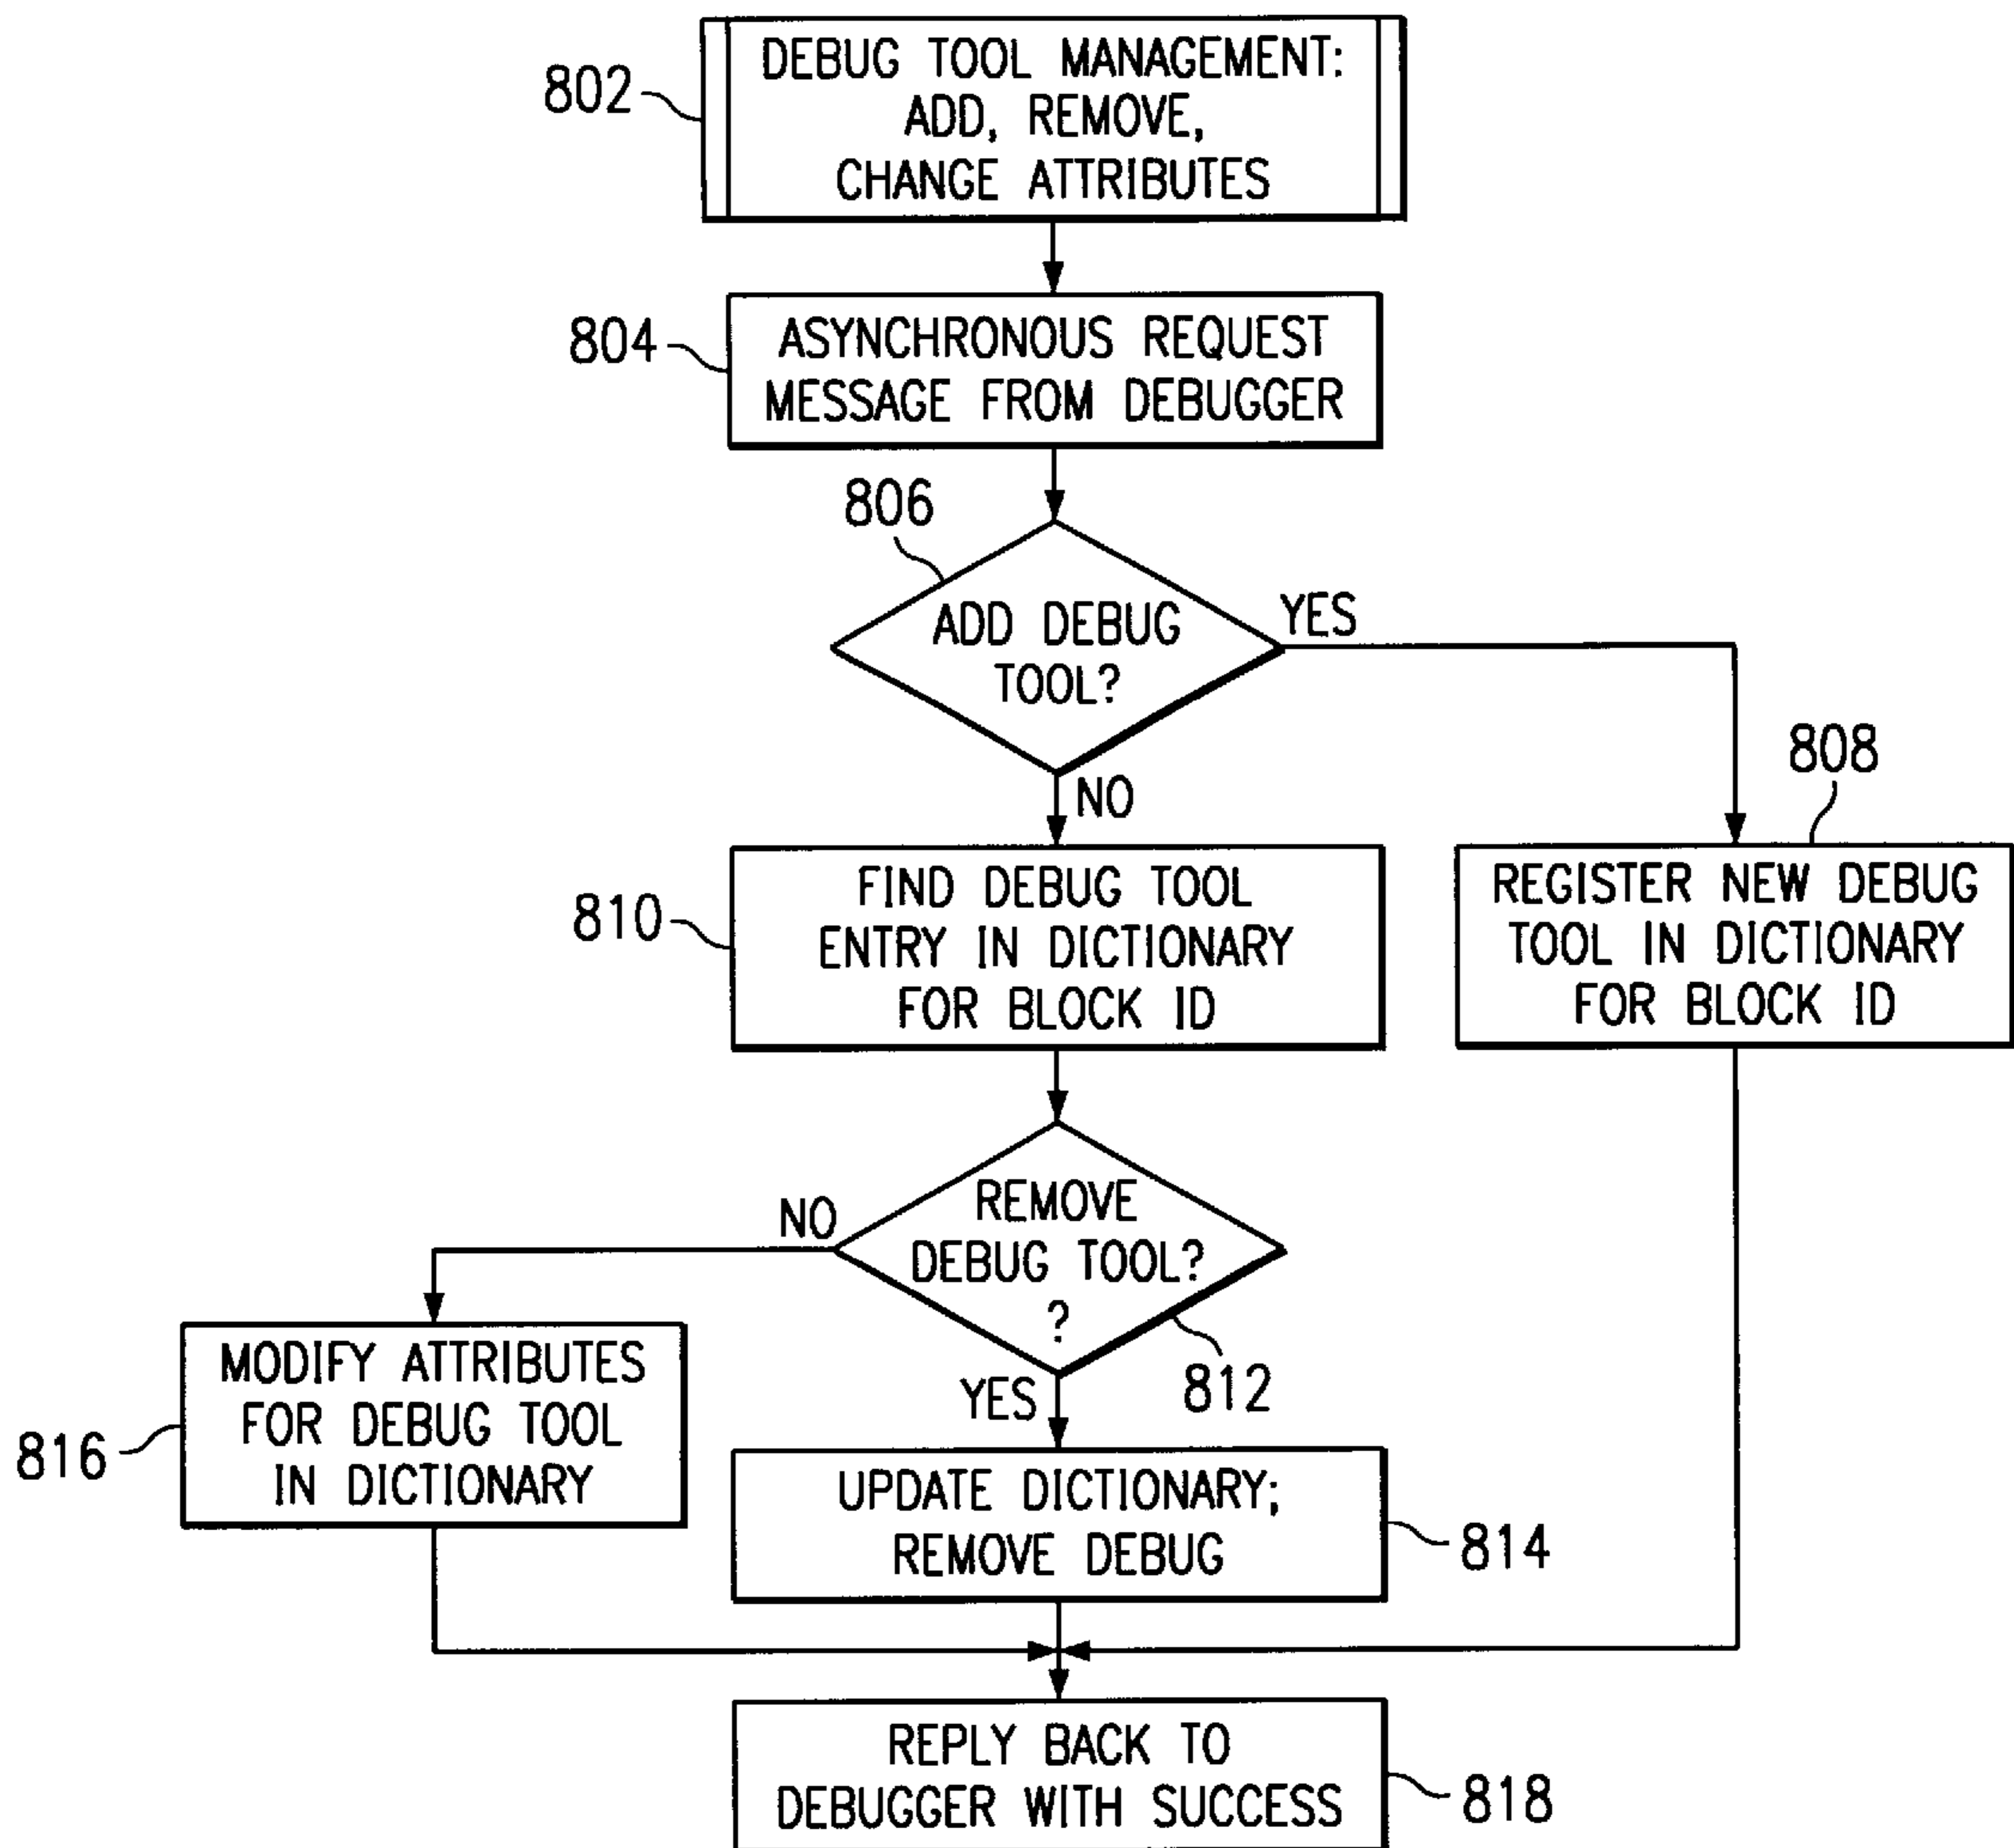 802
DEBUG TOOL MANAGEMENT:
ADD, REMOVE,
CHANGE ATTRIBUTES
804
ASYNCHRONOUS REQUEST
MESSAGE FROM DEBUGGER
806
ADD DEBUG
TOOL?
YES
NO
808
REGISTER NEW DEBUG
TOOL IN DICTIONARY
FOR BLOCK ID
810
FIND DEBUG TOOL
ENTRY IN DICTIONARY
FOR BLOCK ID
REMOVE
DEBUG TOOL?
?
812
NO
YES
816
MODIFY ATTRIBUTES
FOR DEBUG TOOL
IN DICTIONARY
UPDATE DICTIONARY;
REMOVE DEBUG
814
REPLY BACK TO
DEBUGGER WITH SUCCESS
818